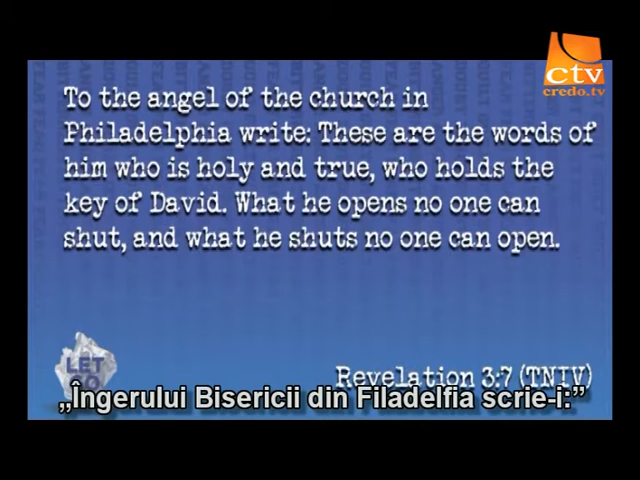 ctv
credo.tv
To the angel of the church in
Philadelphia write: These are the words of
him who is holy and true, who holds the
key of David. What he opens no one can
shut, and what he shuts no one can open.
LET
GO
Revelation 3:7 (TNIV)
„Îngerului Bisericii din Filadelfia scrie-i:”